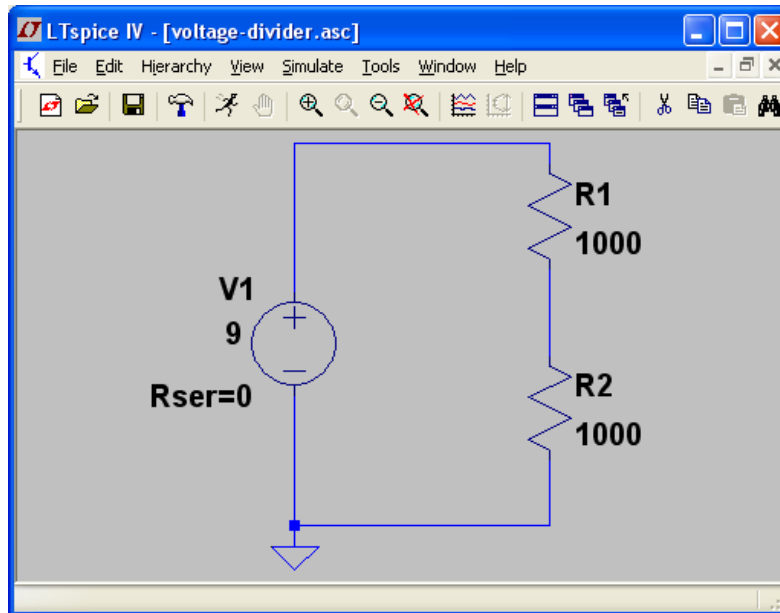 LTspice IV - [voltage-divider.asc]
File Edit Hierarchy View Simulate Tools Window Help
R1
1000
V1
9
Rser=0
R2
1000